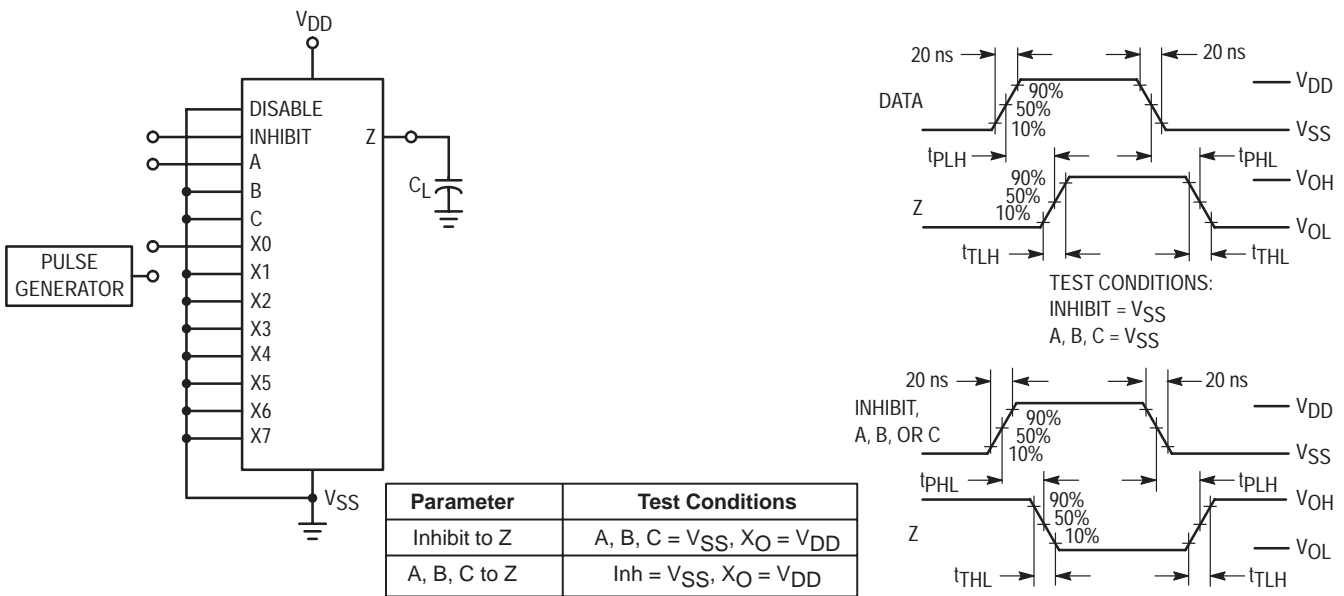 VDD
DISABLE
INHIBIT
A
B
C
X0
X1
X2
X3
X4
X5
X6
X7
Z
CL
PULSE
GENERATOR
VSS
Parameter Test Conditions
Inhibit to Z A, B, C = VSS, XO = VDD
A, B, C to Z Inh = VSS, XO = VDD
20 ns 20 ns
DATA
90%
50%
10%
VDD
VSS
tPLH tPHL
Z
90%
50%
10%
VOH
VOL
tTLH tTHL
TEST CONDITIONS:
INHIBIT = VSS
A, B, C = VSS
20 ns 20 ns
INHIBIT,
A, B, OR C
90%
50%
10%
VDD
VSS
tPHL tPLH
Z
90%
50%
10%
VOH
VOL
tTHL tTLH